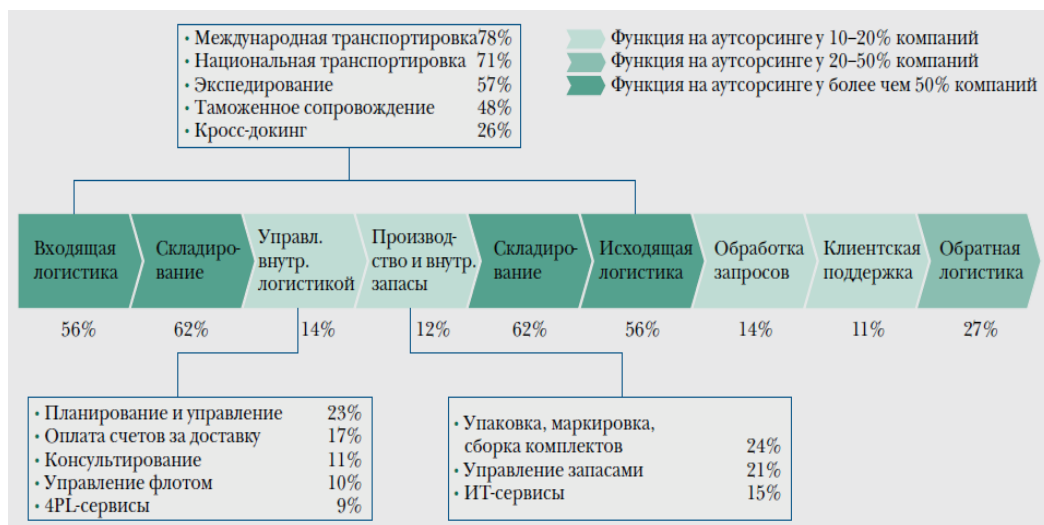 • Международная транспортировка 78%
• Национальная транспортировка 71%
• Экспедирование 57%
• Таможенное сопровождение 48%
• Кросс-докинг 26%
Функция на аутсорсинге у 10–20% компаний
Функция на аутсорсинге у 20–50% компаний
Функция на аутсорсинге у более чем 50% компаний
Входящая
логистика
Складиро-
вание
Управл.
внутр.
логистикой
Производ-
ство и внутр.
запасы
Складиро-
вание
Исходящая
логистика
Обработка
запросов
Клиентская
поддержка
Обратная
логистика
56% 62% 14% 12% 62% 56% 14% 11% 27%
• Планирование и управление 23%
• Оплата счетов за доставку 17%
• Консультирование 11%
• Управление флотом 10%
• 4PL-сервисы 9%
• Упаковка, маркировка,
сборка комплектов 24%
• Управление запасами 21%
• ИТ-сервисы 15%